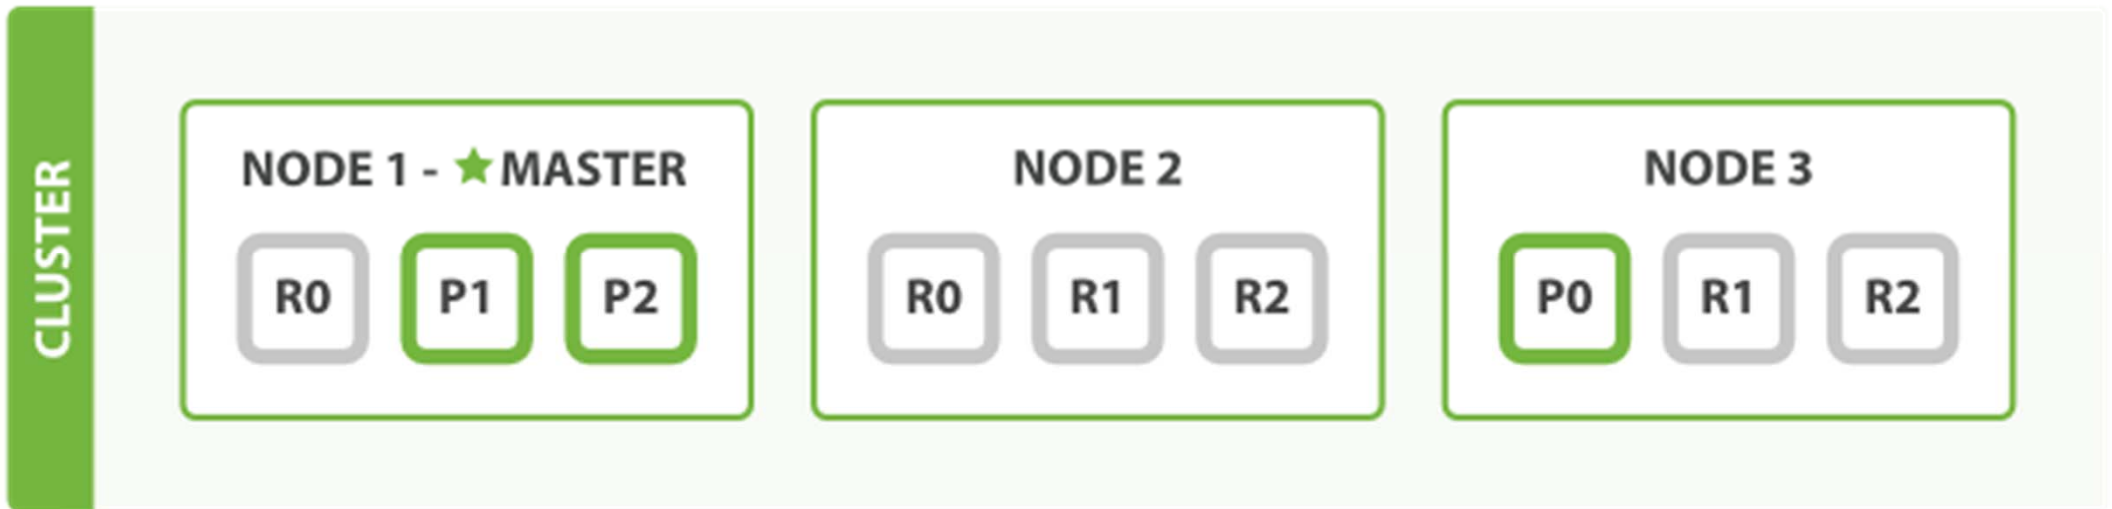 CLUSTER
NODE 1 - ★ MASTER
R0 P1 P2
NODE 2
R0 R1 R2
NODE 3
P0 R1 R2